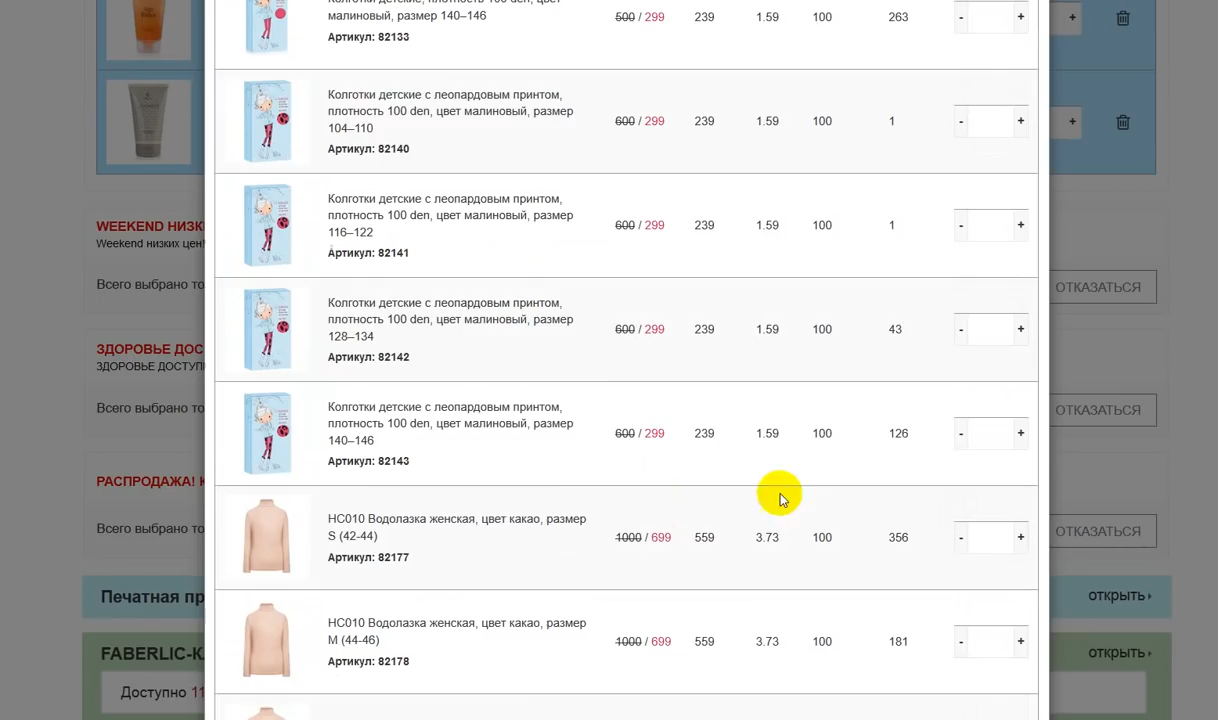 Колготки детские, плотность 100 den, цвет
малиновый, размер 140–146
Артикул: 82133
500 / 299 239 1.59 100 263 - +
Колготки детские с леопардовым принтом,
плотность 100 den, цвет малиновый, размер
104–110
Артикул: 82140
600 / 299 239 1.59 100 1 - +
Колготки детские с леопардовым принтом,
плотность 100 den, цвет малиновый, размер
116–122
Артикул: 82141
600 / 299 239 1.59 100 1 - +
Колготки детские с леопардовым принтом,
плотность 100 den, цвет малиновый, размер
128–134
Артикул: 82142
600 / 299 239 1.59 100 43 - +
Колготки детские с леопардовым принтом,
плотность 100 den, цвет малиновый, размер
140–146
Артикул: 82143
600 / 299 239 1.59 100 126 - +
НС010 Водолазка женская, цвет какао, размер
S (42-44)
Артикул: 82177
1000 / 699 559 3.73 100 356 - +
НС010 Водолазка женская, цвет какао, размер
M (44-46)
Артикул: 82178
1000 / 699 559 3.73 100 181 - +
+
+
WEEKEND НИЗК
Weekend низких цен!
Всего выбрано то
ОТКАЗАТЬСЯ
ЗДОРОВЬЕ ДОС
ЗДОРОВЬЕ ДОСТУП
Всего выбрано то
ОТКАЗАТЬСЯ
РАСПРОДАЖА! К
Всего выбрано то
ОТКАЗАТЬСЯ
Печатная пр
открыть
FABERLIC-К
открыть
Доступно 11